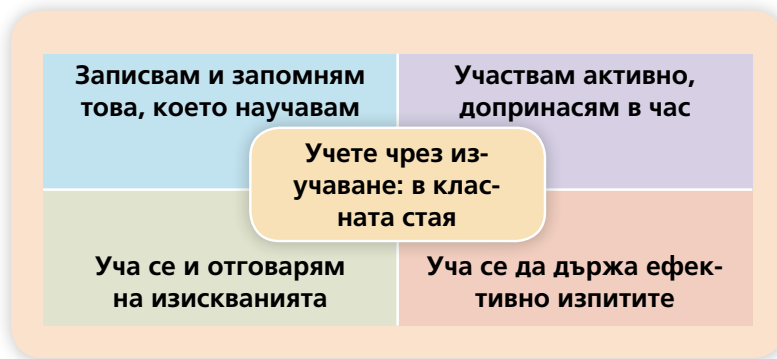 Записвам и запомням
това, което научавам
Участвам активно,
допринасям в час
Учете чрез из-
учаване: в клас-
ната стая
Уча се и отговарям
на изискванията
Уча се да държа ефек-
тивно изпитите